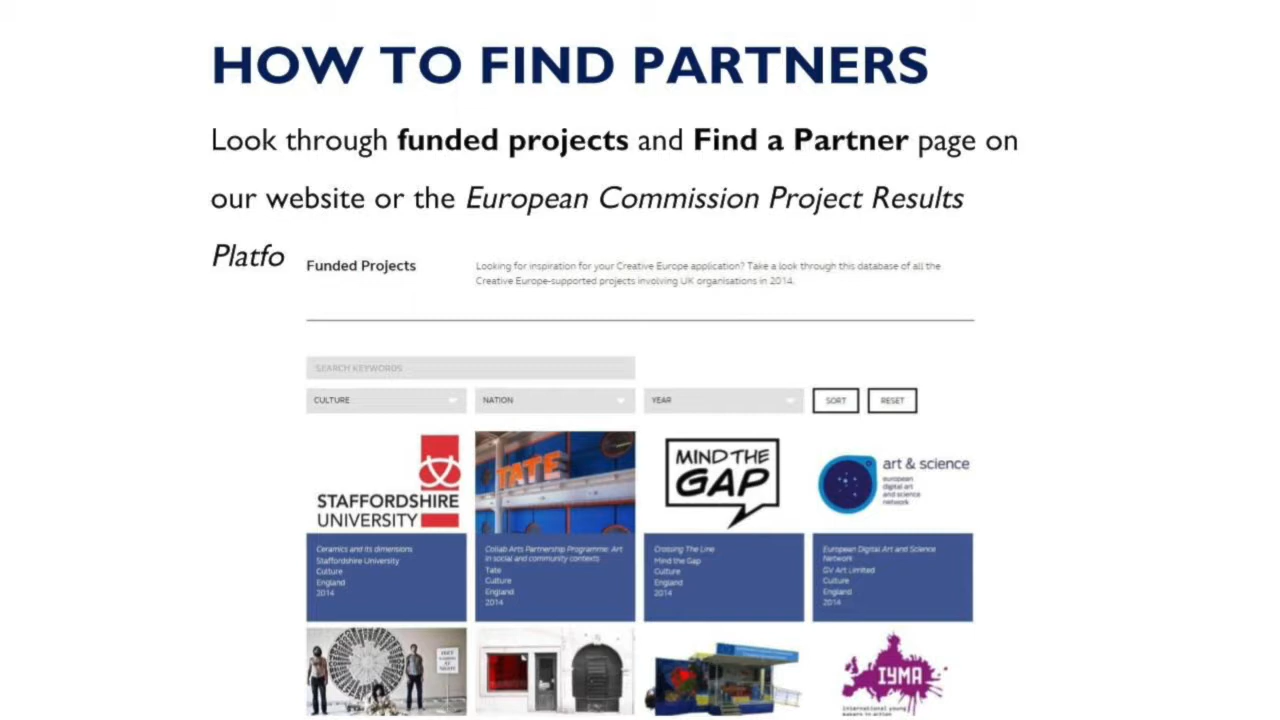 HOW TO FIND PARTNERS
Look through funded projects and Find a Partner page on
our website or the European Commission Project Results
Platfo
Funded Projects
Looking for inspiration for your Creative Europe application? Take a look through this database of all the
Creative Europe-supported projects involving UK organisations in 2014.
SEARCH KEYWORDS
CULTURE
NATION
YEAR
SORT
RESET
STAFFORDSHIRE
UNIVERSITY
TATE
MIND THE
GAP
art & science
european
digital art
and science
network
Ceramics and its dimensions
Staffordshire University
Culture
England
2014
Collab Arts Partnership Programme: Art
in social and community contexts
Tate
Culture
England
2014
Crossing The Line
Mind the Gap
Culture
England
2014
European Digital Art and Science
Network
GV Art Limited
Culture
England
2014
IYMA
international young
makers in action